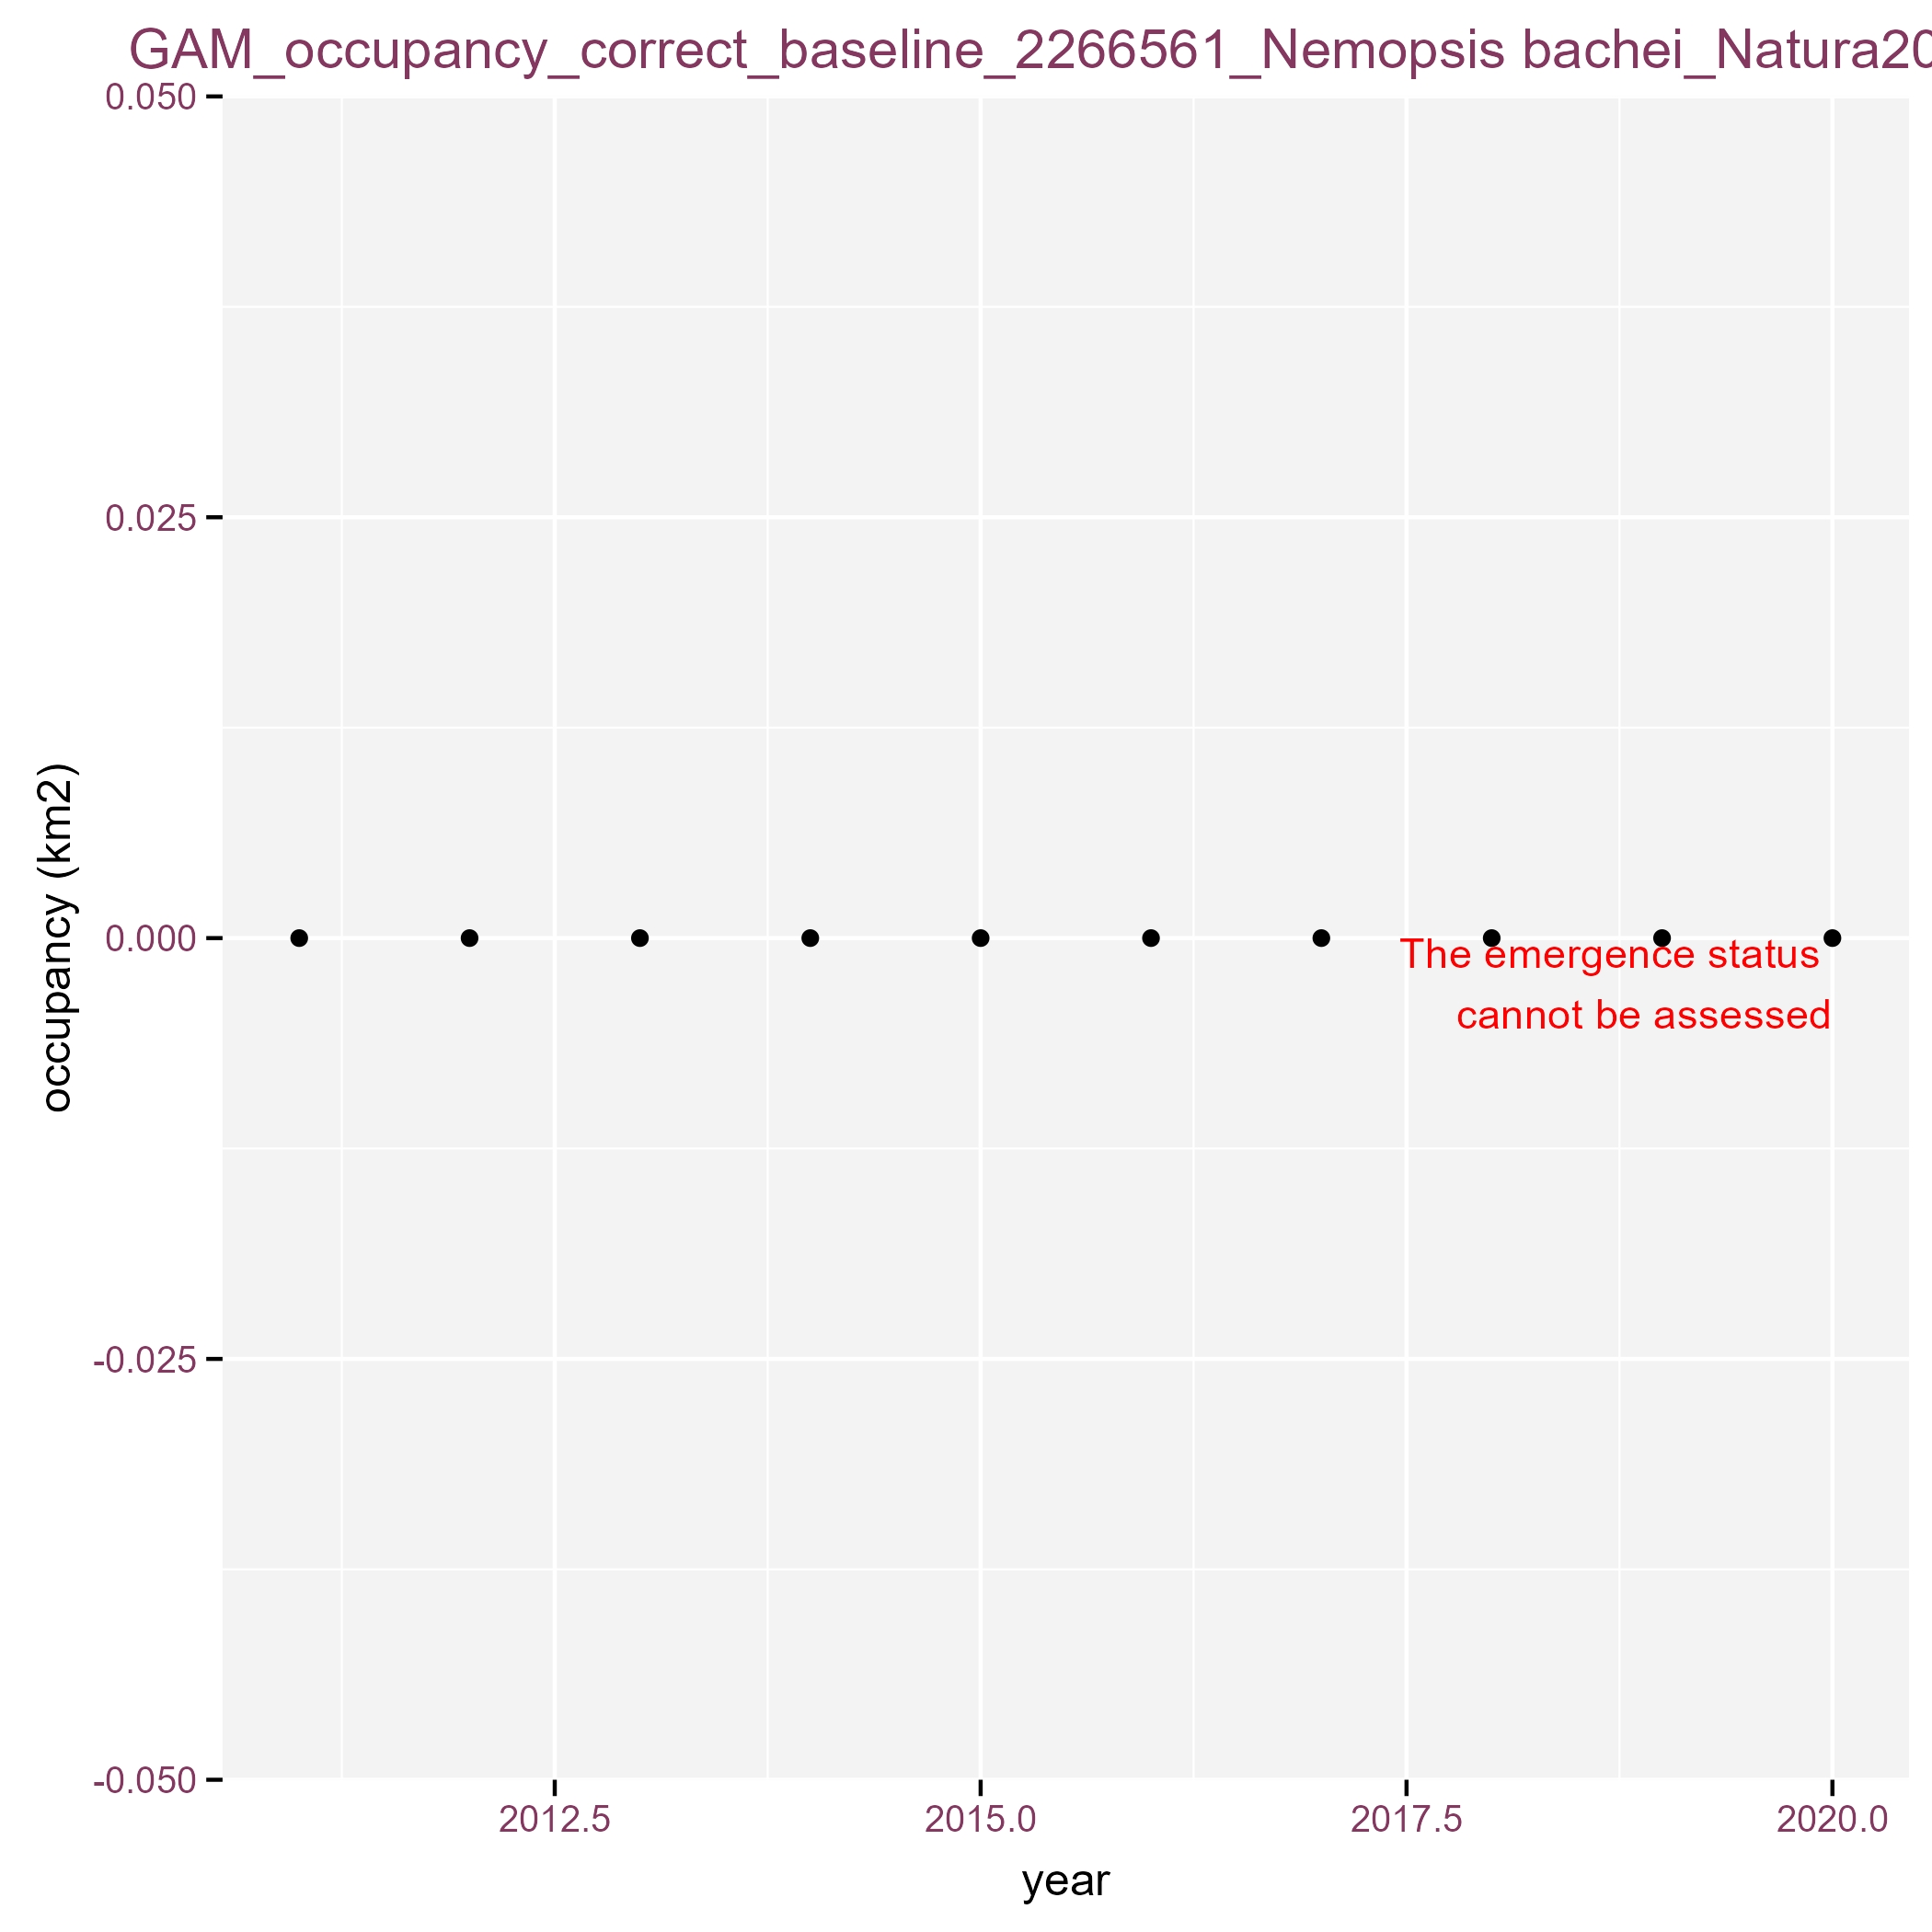 GAM_occupancy_correct_baseline_2266561_Nemopsis bachei_Natura20
0.050
0.025
0.000
-0.025
-0.050
occupancy (km2)
The emergence status
cannot be assessed
2012.5
2015.0
2017.5
2020.0
year